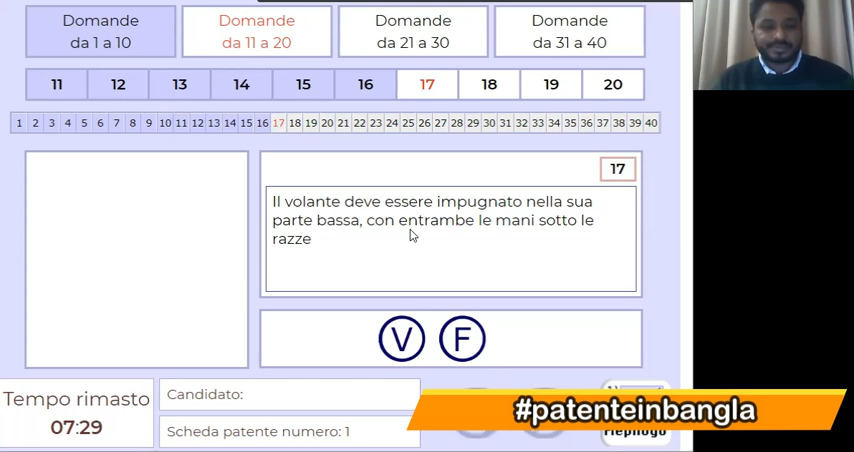 Domande
da 1 a 10
Domande
da 11 a 20
Domande
da 21 a 30
Domande
da 31 a 40
11 12 13 14 15 16 17 18 19 20
1 2 3 4 5 6 7 8 9 10 11 12 13 14 15 16 17 18 19 20 21 22 23 24 25 26 27 28 29 30 31 32 33 34 35 36 37 38 39 40
17
Il volante deve essere impugnato nella sua
parte bassa, con entrambe le mani sotto le
razze
V F
Tempo rimasto
07:29
Candidato:
Scheda patente numero: 1
#patenteinbangla